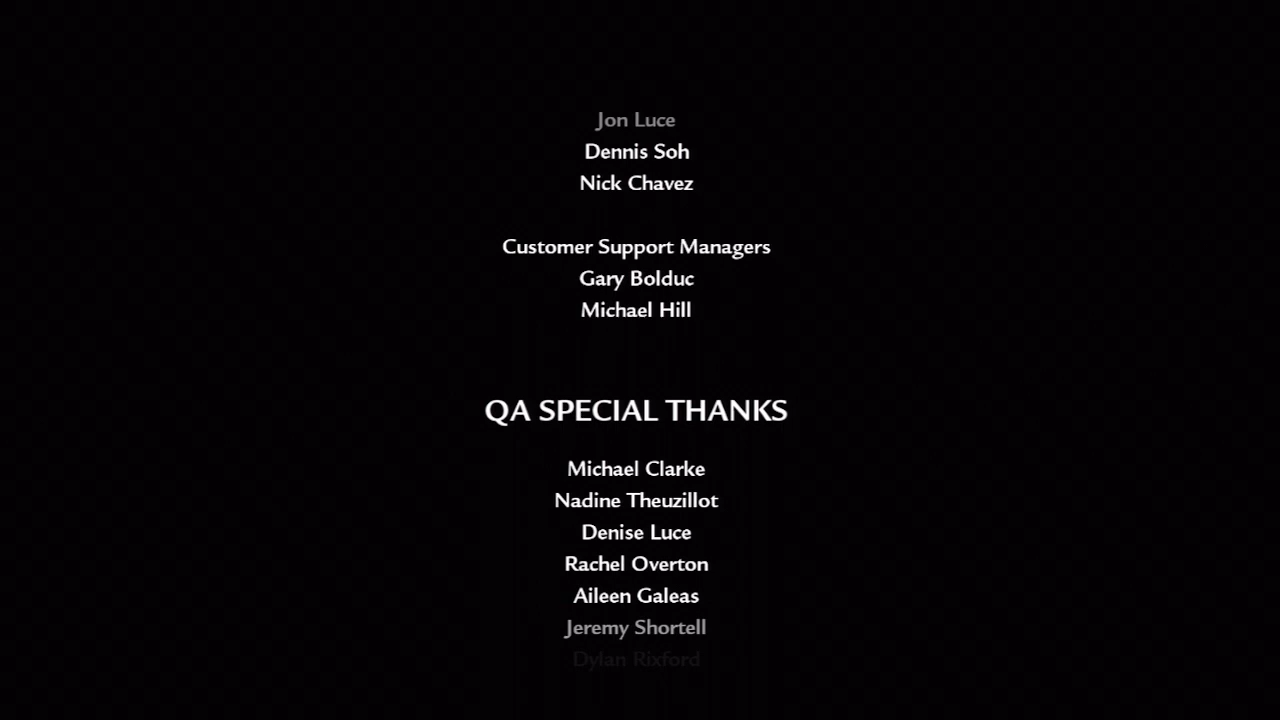 Jon Luce
Dennis Soh
Nick Chavez
Customer Support Managers
Gary Bolduc
Michael Hill
QA SPECIAL THANKS
Michael Clarke
Nadine Theuzillot
Denise Luce
Rachel Overton
Aileen Galeas
Jeremy Shortell
Dylan Rixford